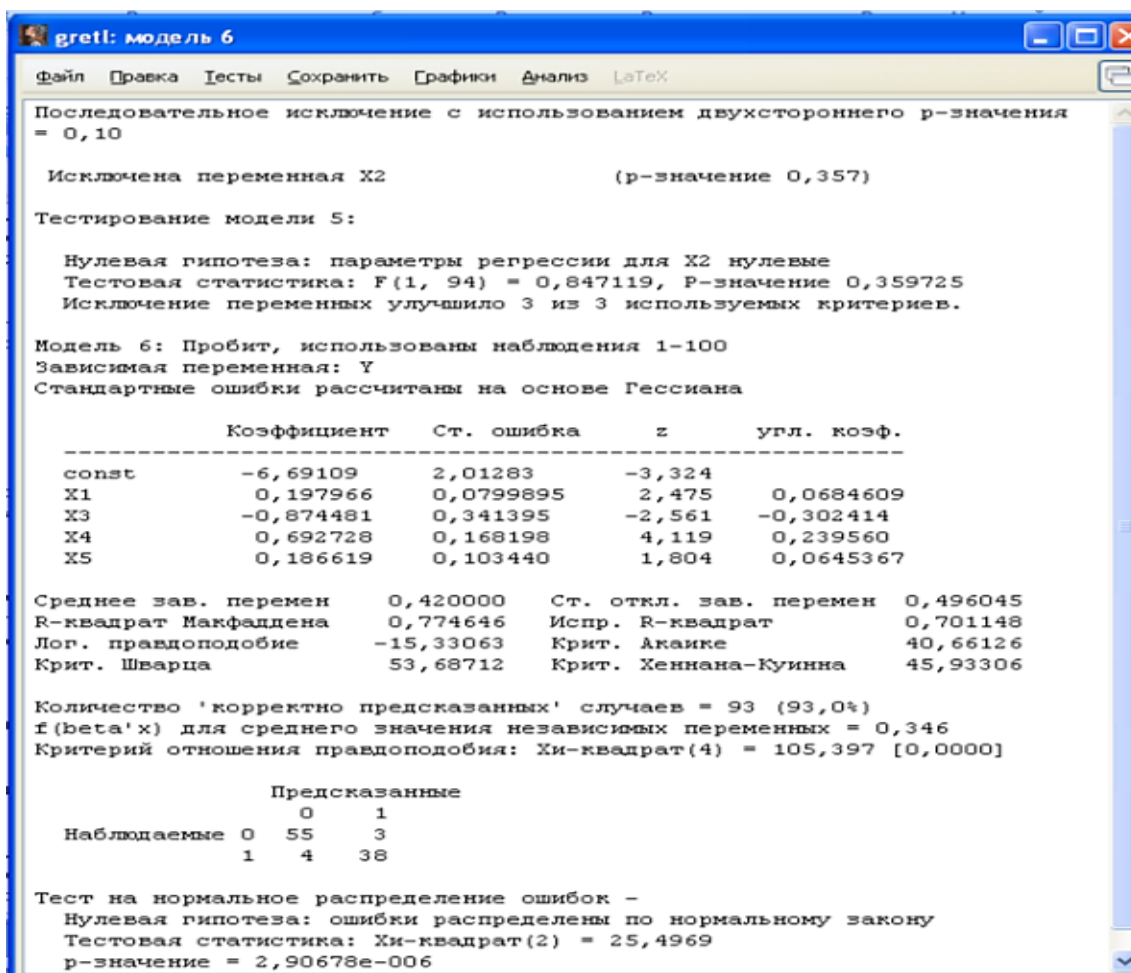 gretl: модель 6
Файл Правка Тесты Сохранить Графики Анализ LaTeX
Последовательное исключение с использованием двухстороннего p-значения
= 0,10
Исключена переменная X2 (p-значение 0,357)
Тестирование модели 5:
Нулевая гипотеза: параметры регрессии для X2 нулевые
Тестовая статистика: F(1, 94) = 0,847119, P-значение 0,359725
Исключение переменных улучшило 3 из 3 используемых критериев.
Модель 6: Пробит, использованы наблюдения 1-100
Зависимая переменная: Y
Стандартные ошибки рассчитаны на основе Гессиана
Коэффициент Ст. ошибка z угл. коэф.
const -6,69109 2,01283 -3,324
X1 0,197966 0,0799895 2,475 0,0684609
X3 -0,874481 0,341395 -2,561 -0,302414
X4 0,692728 0,168198 4,119 0,239560
X5 0,186619 0,103440 1,804 0,0645367
Среднее зав. перемен 0,420000 Ст. откл. зав. перемен 0,496045
R-квадрат Макфаддена 0,774646 Испр. R-квадрат 0,701148
Лог. правдоподобие -15,33063 Крит. Акаике 40,66126
Крит. Шварца 53,68712 Крит. Хеннана-Куинна 45,93306
Количество 'корректно предсказанных' случаев = 93 (93,0%)
f(beta'x) для среднего значения независимых переменных = 0,346
Критерий отношения правдоподобия: Хи-квадрат(4) = 105,397 [0,0000]
Предсказанные
0 1
Наблюдаемые 0 55 3
1 4 38
Тест на нормальное распределение ошибок -
Нулевая гипотеза: ошибки распределены по нормальному закону
Тестовая статистика: Хи-квадрат(2) = 25,4969
p-значение = 2,90678e-006